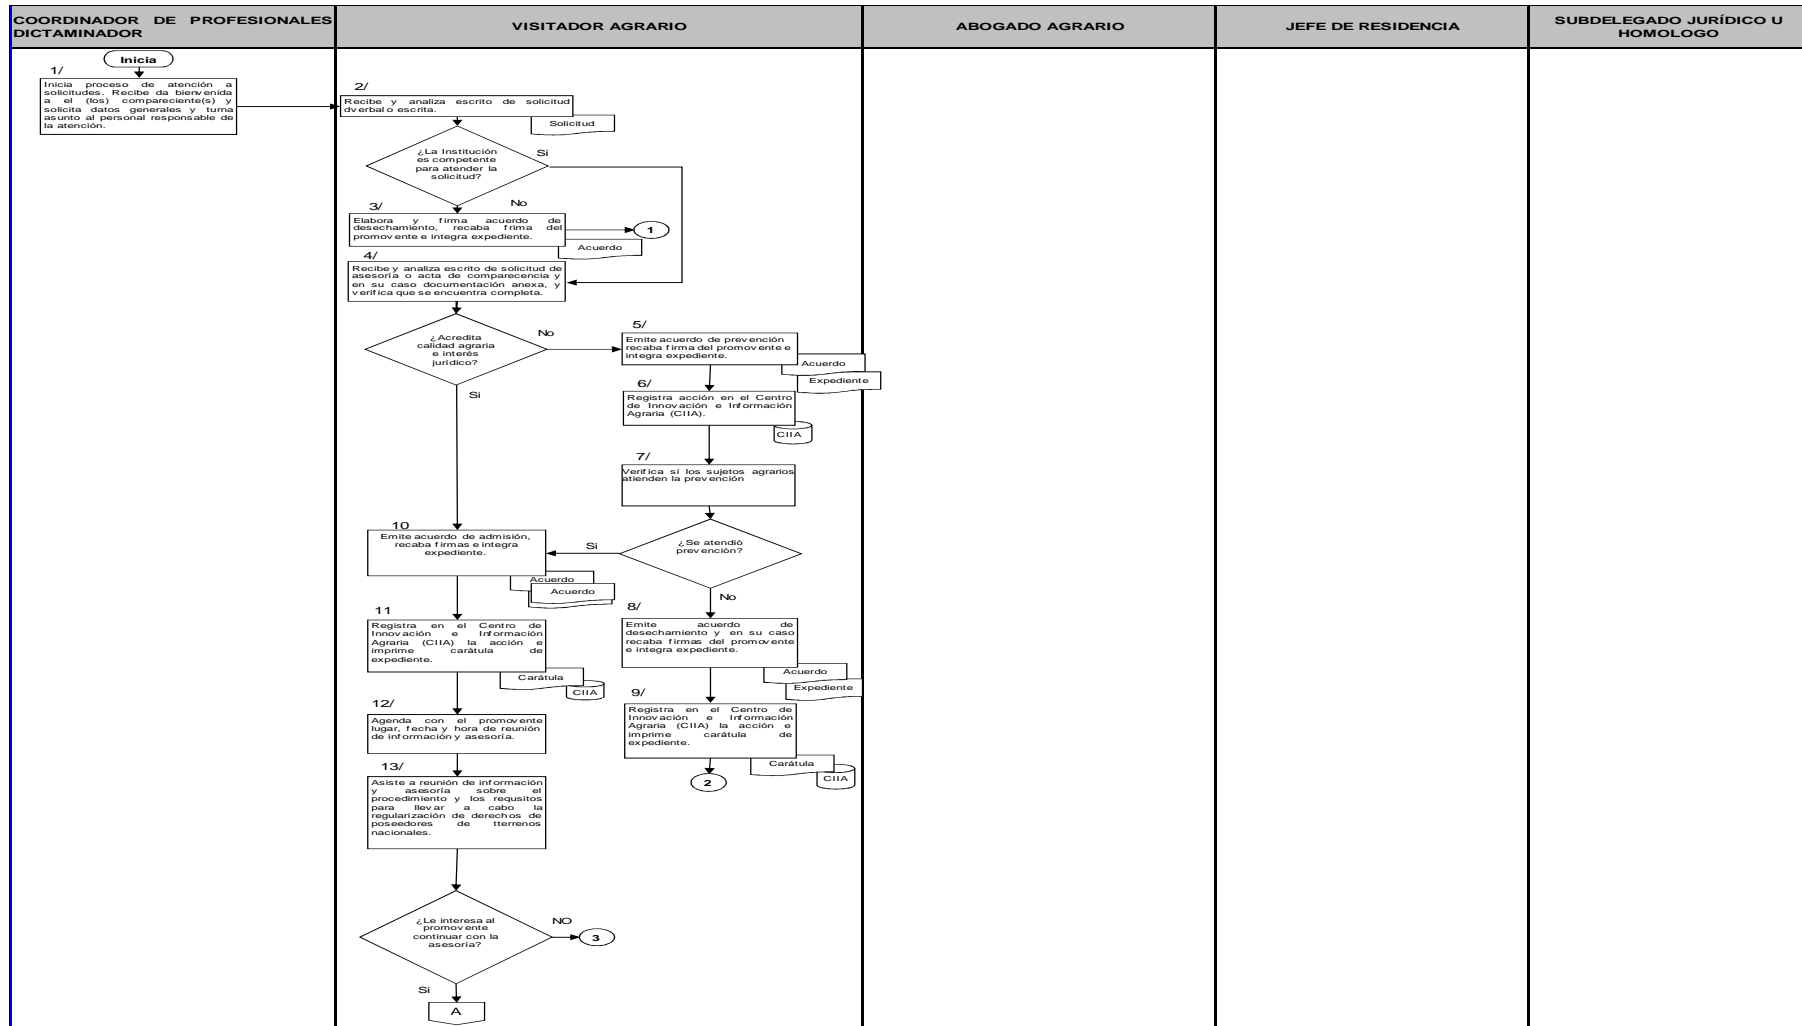 COORDINADOR DE PROFESIONALES
DICTAMINADOR
VISITADOR AGRARIO
ABOGADO AGRARIO
JEFE DE RESIDENCIA
SUBDELEGADO JURÍDICO U
HOMOLOGO
Inicia
1/
Inicia proceso de atención a
solicitudes. Recibe da bienvenida
a el (los) compareciente(s) y
solicita datos generales y turna
asunto al personal responsable de
la atención.
2/
Recibe y analiza escrito de solicitud
dverbal o escrita.
Solicitud
¿La Institución
es competente
para atender la
solicitud?
Si
No
3/
Elabora y firma acuerdo de
desechamiento, recaba frima del
promovente e integra expediente.
1
Acuerdo
4/
Recibe y analiza escrito de solicitud de
asesoría o acta de comparecencia y
en su caso documentación anexa, y
verifica que se encuentra completa.
¿Acredita
calidad agraria
e interés
jurídico?
No
Si
5/
Emite acuerdo de prevención
recaba firma del promovente e
integra expediente.
Acuerdo
Expediente
6/
Registra acción en el Centro
de Innovación e Información
Agraria (CIIA).
CIIA
7/
Verifica si los sujetos agrarios
atienden la prevención
¿Se atendió
prevención?
Si
No
10
Emite acuerdo de admisión,
recaba firmas e integra
expediente.
Acuerdo
Acuerdo
8/
Emite acuerdo de
desechamiento y en su caso
recaba firmas del promovente
e integra expediente.
Acuerdo
Expediente
11
Registra en el Centro de
Innovación e Información
Agraria (CIIA) la acción e
imprime carátula de
expediente.
Carátula
CIIA
9/
Registra en el Centro de
Innovación e Información
Agraria (CIIA) la acción e
imprime carátula de
expediente.
Carátula
CIIA
2
12/
Agenda con el promovente
lugar, fecha y hora de reunión
de información y asesoría.
13/
Asiste a reunión de información
y asesoría sobre el
procedimiento y los requsitos
para llevar a cabo la
regularización de derechos de
poseedores de tterrenos
nacionales.
¿Le interesa al
promovente
continuar con la
asesoría?
NO
3
Si
A